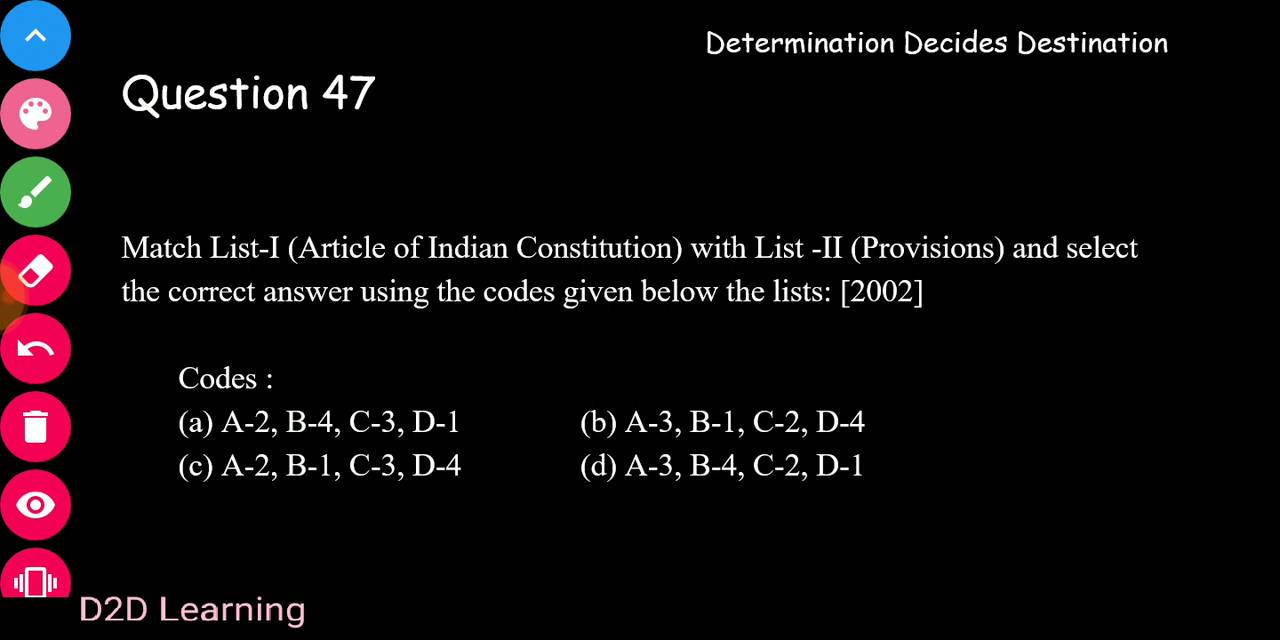 Determination Decides Destination
Question 47
Match List-I (Article of Indian Constitution) with List -II (Provisions) and select
the correct answer using the codes given below the lists: [2002]
Codes :
(a) A-2, B-4, C-3, D-1 (b) A-3, B-1, C-2, D-4
(c) A-2, B-1, C-3, D-4 (d) A-3, B-4, C-2, D-1
D2D Learning